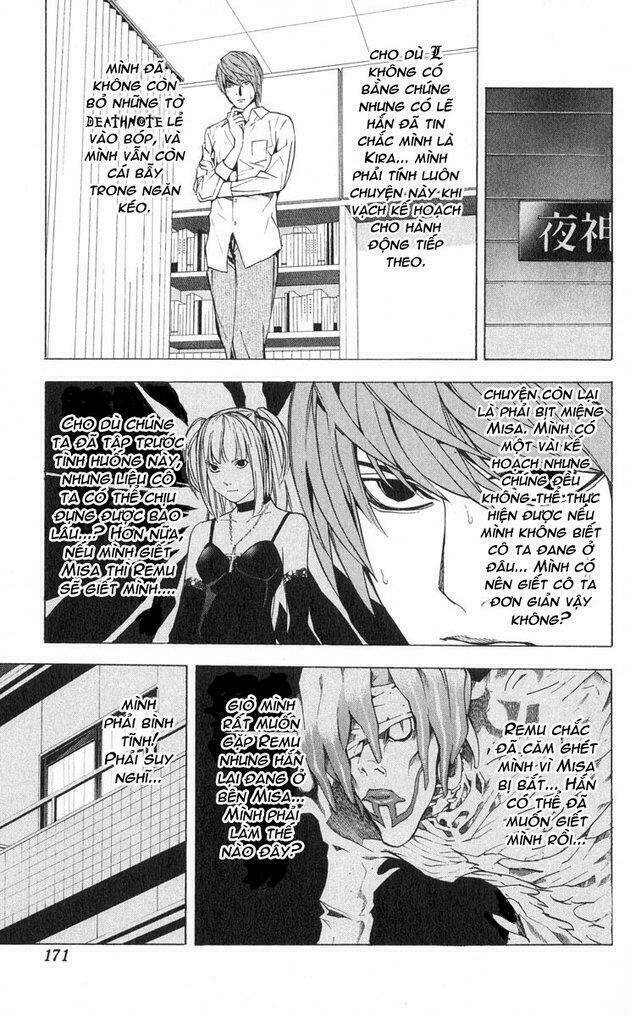 夜神
CHO DÙ L
KHÔNG CÓ
BẰNG CHỨNG
NHƯNG CÓ LẼ
HẮN ĐÃ TIN
CHẮC MÌNH LÀ
KIRA... MÌNH
PHẢI TÍNH LUÔN
CHUYỆN NÀY KHI
VẠCH KẾ HOẠCH
CHO HÀNH
ĐỘNG TIẾP
THEO.
MÌNH ĐÃ
KHÔNG CÒN
BỎ NHỮNG TỜ
DEATHNOTE LẺ
VÀO BÓP, VÀ
MÌNH VẪN CÒN
CÁI BẪY
TRONG NGĂN
KÉO.
CHUYỆN CÒN LẠI
LÀ PHẢI BỊT MIỆNG
MISA. MÌNH CÓ
MỘT VÀI KẾ
HOẠCH NHƯNG
CHÚNG ĐỀU
KHÔNG THỂ THỰC
HIỆN ĐƯỢC NẾU
MÌNH KHÔNG BIẾT
CÔ TA ĐANG Ở
ĐÂU... MÌNH CÓ
NÊN GIẾT CÔ TA
ĐƠN GIẢN VẬY
KHÔNG?
CHO DÙ CHÚNG
TA ĐÃ TẬP TRƯỚC
TÌNH HUỐNG NÀY,
NHƯNG LIỆU CÔ
TA CÓ THỂ CHỊU
ĐỰNG ĐƯỢC BAO
LÂU...? HƠN NỮA,
NẾU MÌNH GIẾT
MISA THÌ REMU
SẼ GIẾT MÌNH....
REMU CHẮC
ĐÃ CĂM GHÉT
MÌNH VÌ MISA
BỊ BẮT... HẮN
CÓ THỂ ĐÃ
MUỐN GIẾT
MÌNH RỒI...
GIỜ MÌNH
RẤT MUỐN
GẶP REMU
NHƯNG HẮN
LẠI ĐANG Ở
BÊN MISA...
MÌNH PHẢI
LÀM THẾ
NÀO ĐÂY?
MÌNH
PHẢI BÌNH
TĨNH!
PHẢI SUY
NGHĨ...
171